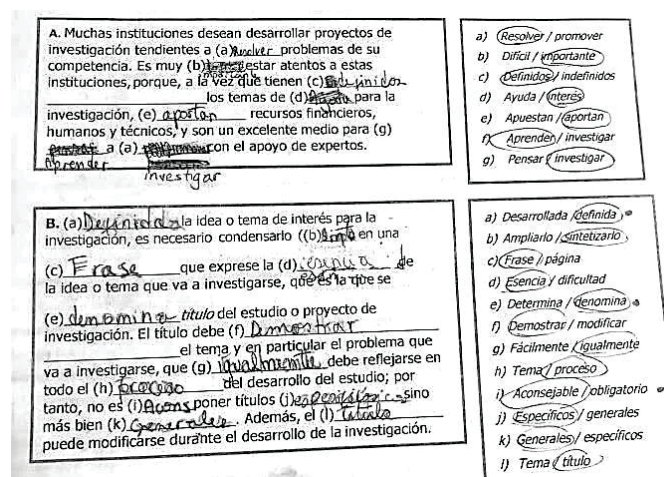 A. Muchas instituciones desean desarrollar proyectos de
investigación tendientes a (a) Resolver problemas de su
competencia. Es muy (b) importante estar atentos a estas
instituciones, porque, a la vez que tienen (c) definidos
los temas de (d) para la
investigación, (e) aportan recursos financieros,
humanos y técnicos, y son un excelente medio para (g)
Aprender a (a) investigar con el apoyo de expertos.
a) Resolver / promover
b) Difícil / importante
c) Definidos / indefinidos
d) Ayuda / interés
e) Apuestan / aportan
f) Aprender / investigar
g) Pensar / investigar
B. (a) Definida la idea o tema de interés para la
investigación, es necesario condensarlo ((b) en una
(c) Frase que exprese la (d) esencia de
la idea o tema que va a investigarse, que es la que se
(e) denomina título del estudio o proyecto de
investigación. El título debe (f) Demostrar
el tema y en particular el problema que
va a investigarse, que (g) igualmente debe reflejarse en
todo el (h) proceso del desarrollo del estudio; por
tanto, no es (i) Acons poner títulos (j) especificos sino
más bien (k) Generales. Además, el (l) titulo
puede modificarse durante el desarrollo de la investigación.
a) Desarrollada / definida
b) Ampliarlo / sintetizarlo
c) Frase / página
d) Esencia / dificultad
e) Determina / denomina
f) Demostrar / modificar
g) Fácilmente / igualmente
h) Tema / proceso
i) Aconsejable / obligatorio
j) Específicos / generales
k) Generales / específicos
l) Tema / título